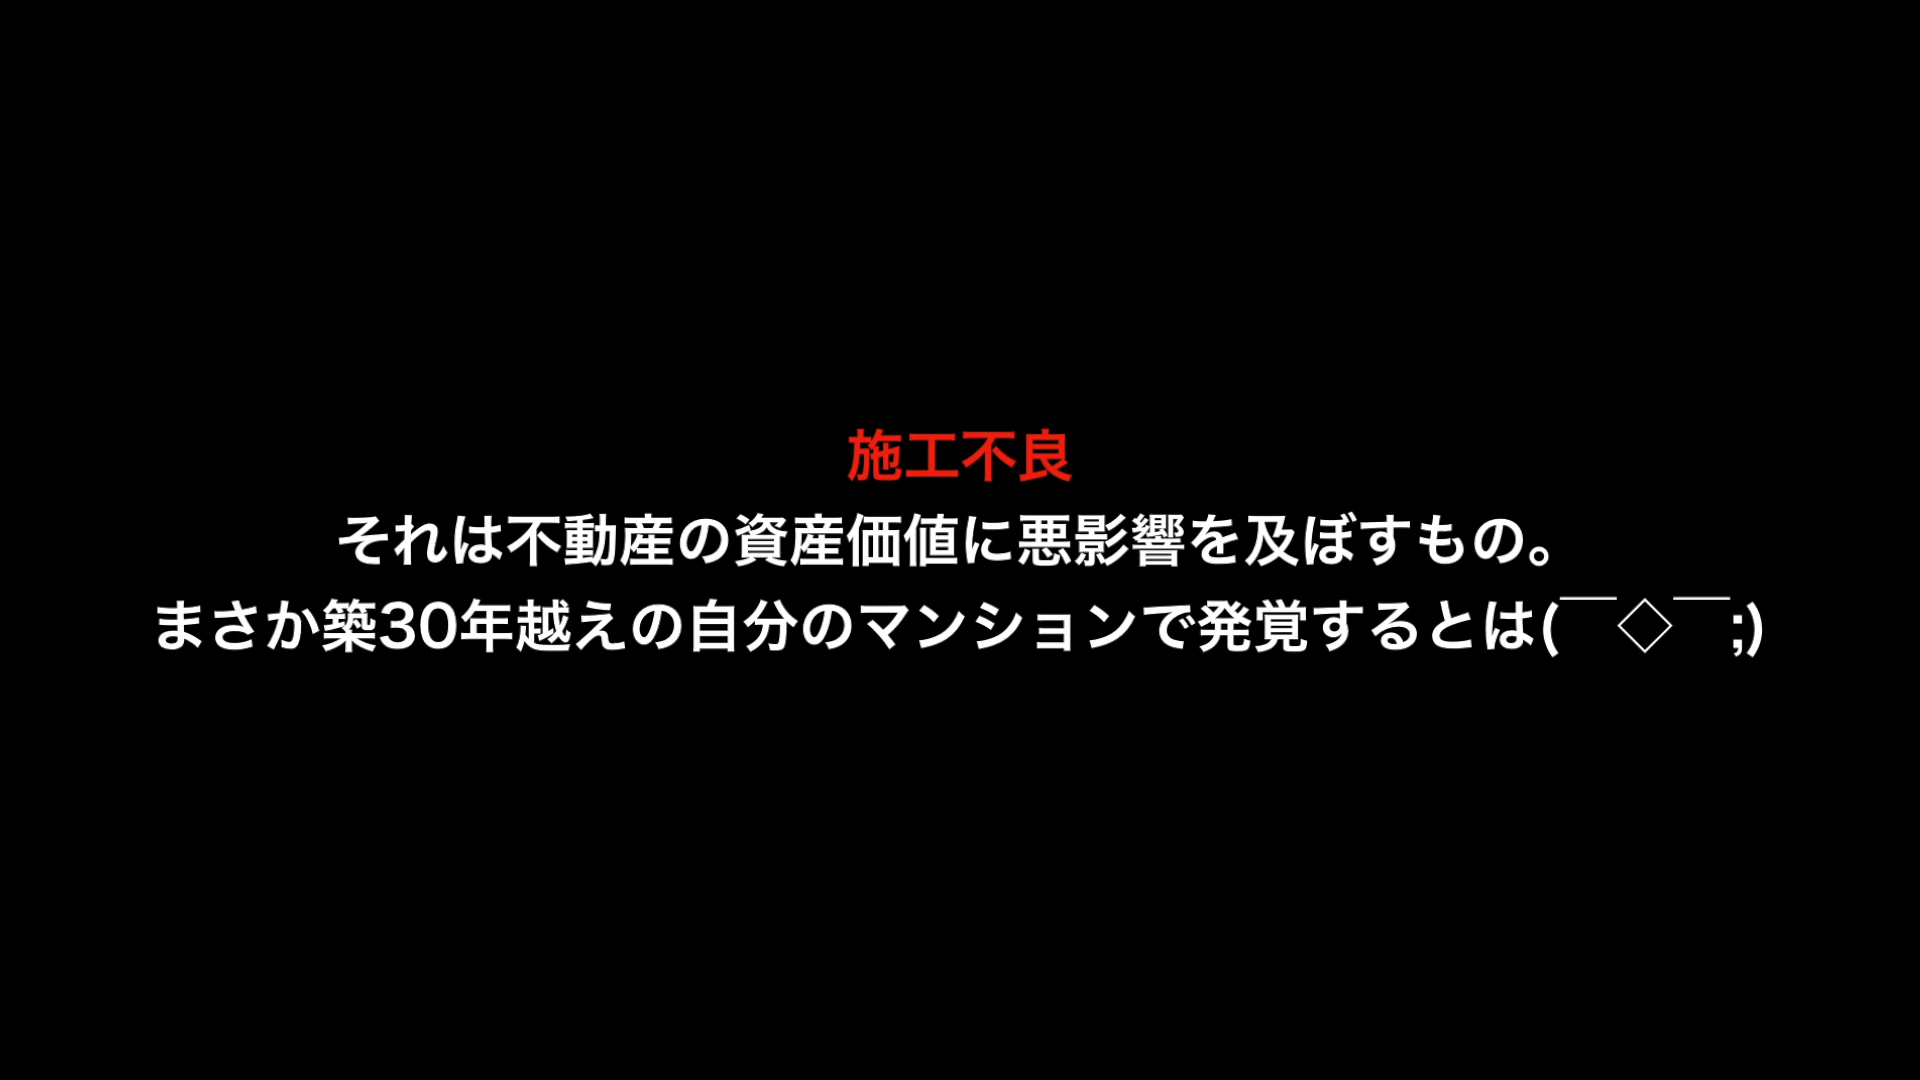 施工不良
それは不動産の資産価値に悪影響を及ぼすもの。
まさか築30年越えの自分のマンションで発覚するとは(￣◇￣;)